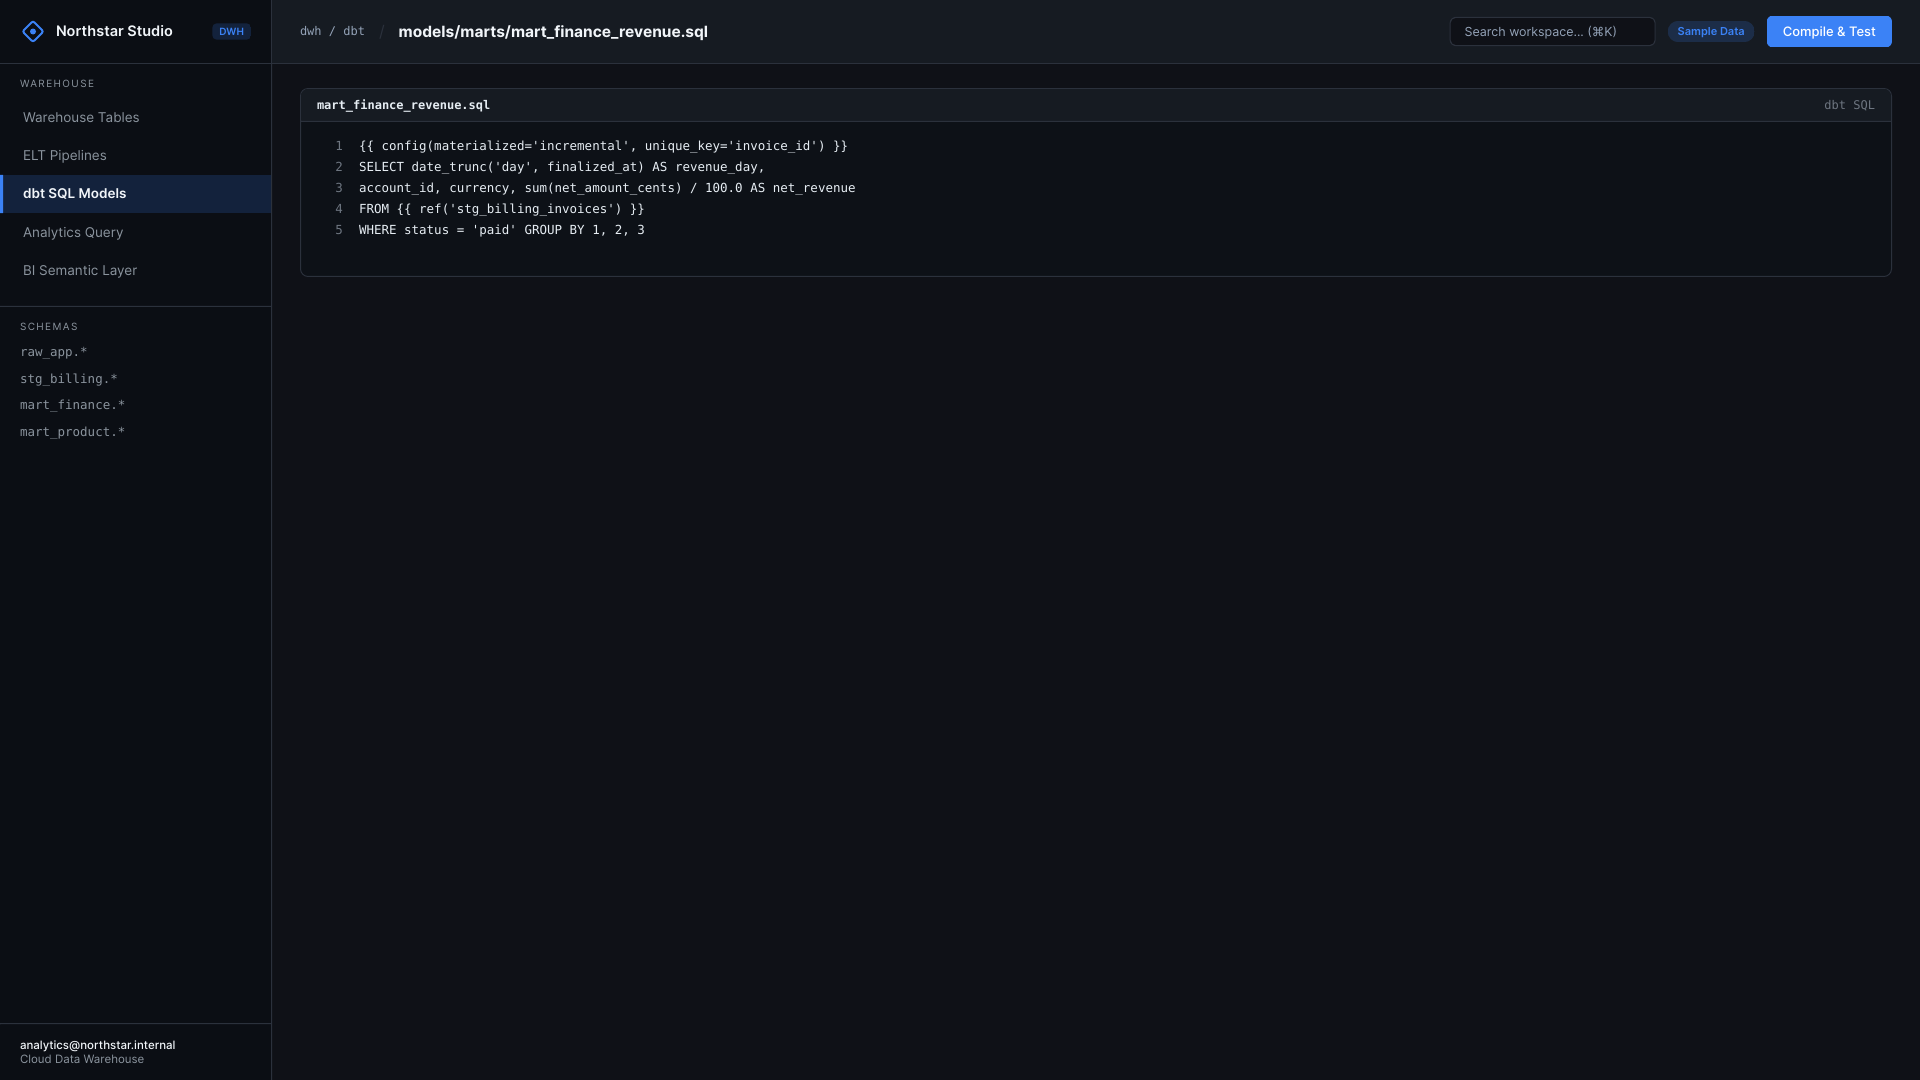 Northstar Studio
DWH
WAREHOUSE
Warehouse Tables
ELT Pipelines
dbt SQL Models
Analytics Query
BI Semantic Layer
SCHEMAS
raw_app.*
stg_billing.*
mart_finance.*
mart_product.*
analytics@northstar.internal
Cloud Data Warehouse
dwh / dbt / models/marts/mart_finance_revenue.sql
Search workspace... (⌘K)
Sample Data
Compile & Test
mart_finance_revenue.sql
dbt SQL
1 {{ config(materialized='incremental', unique_key='invoice_id') }}
2 SELECT date_trunc('day', finalized_at) AS revenue_day,
3 account_id, currency, sum(net_amount_cents) / 100.0 AS net_revenue
4 FROM {{ ref('stg_billing_invoices') }}
5 WHERE status = 'paid' GROUP BY 1, 2, 3